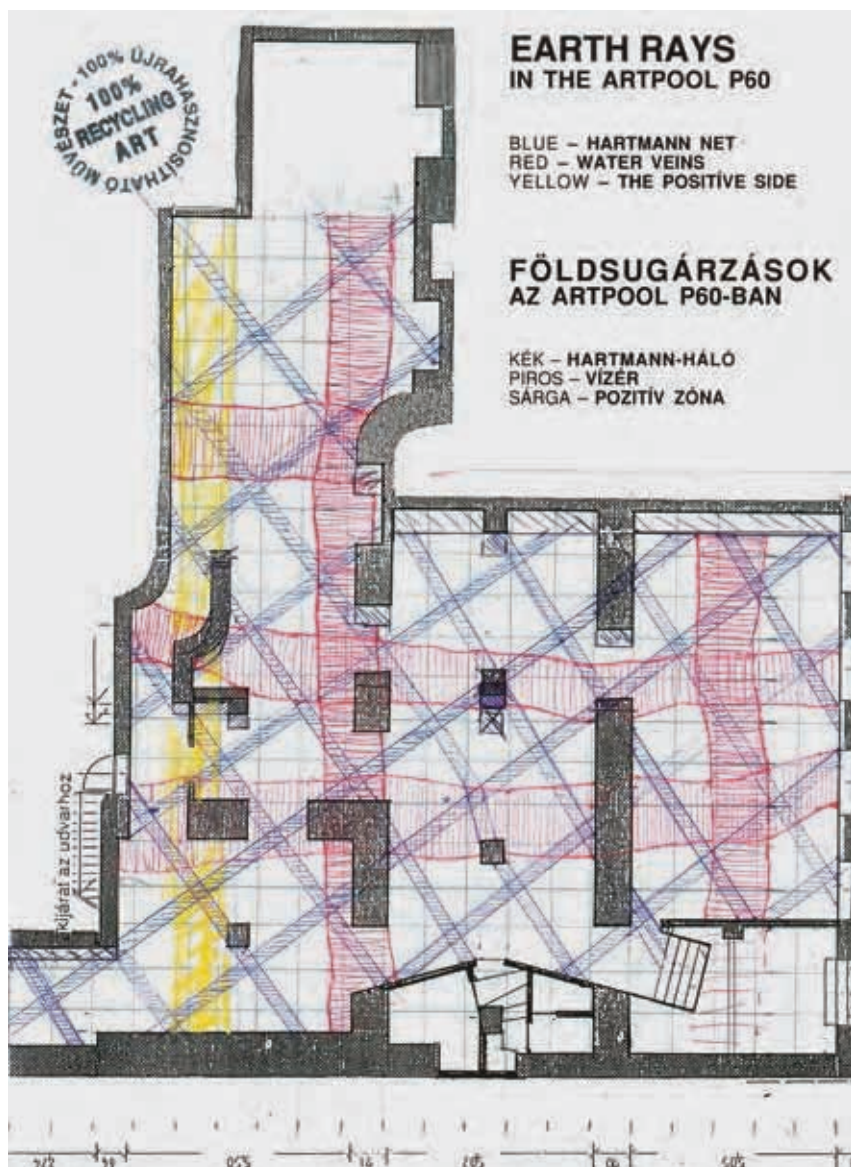 100% ÚJRAHASZNOSÍTHATÓ MŰVÉSZET -
100%
RECYCLING
ART
EARTH RAYS
IN THE ARTPOOL P60
BLUE – HARTMANN NET
RED – WATER VEINS
YELLOW – THE POSITÍVE SIDE
FÖLDSUGÁRZÁSOK
AZ ARTPOOL P60-BAN
KÉK – HARTMANN-HÁLÓ
PIROS – VÍZÉR
SÁRGA – POZITÍV ZÓNA
kijárat az udvarhoz